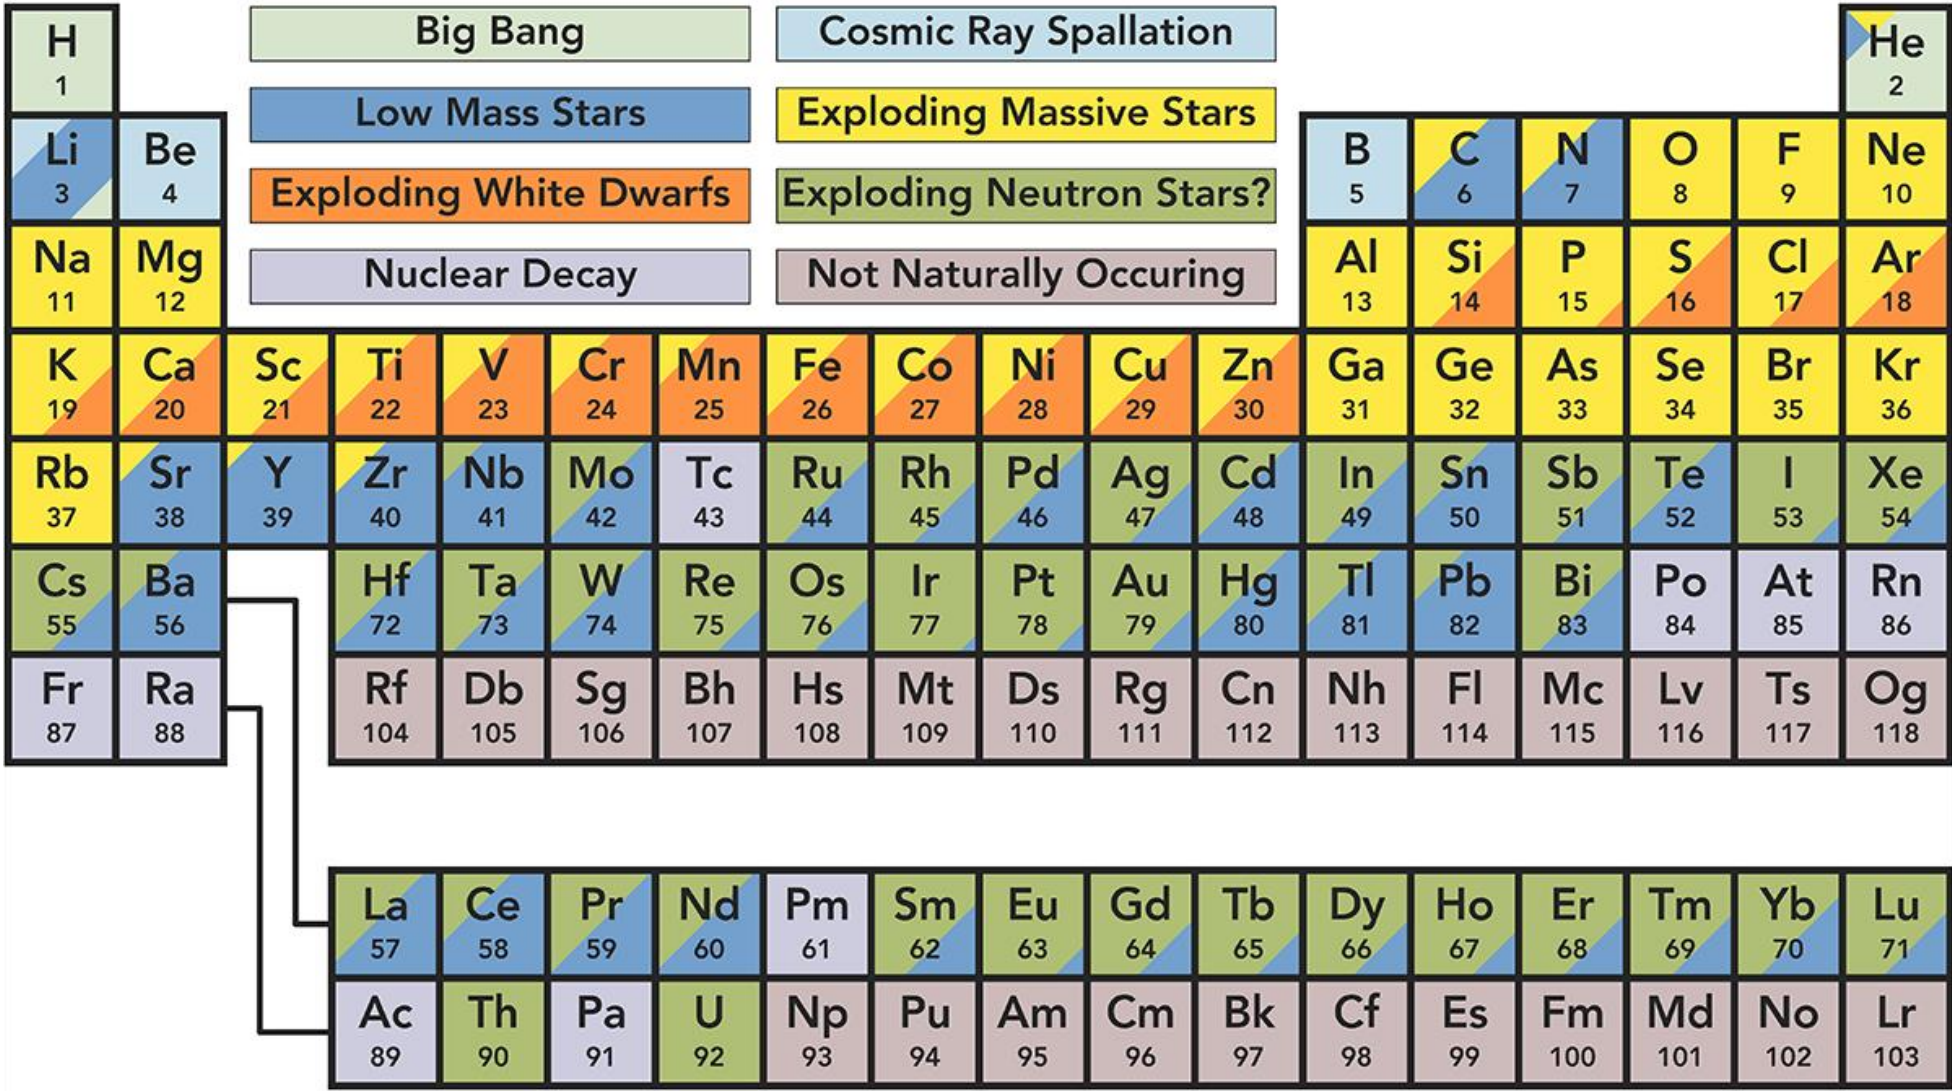 H Big Bang Cosmic Ray Spallation He
1 2
Low Mass Stars Exploding Massive Stars
Li Be B C N O F Ne
3 4 5 6 7 8 9 10
Exploding White Dwarfs Exploding Neutron Stars?
Na Mg Nuclear Decay Not Naturally Occuring Al Si P S Cl Ar
11 12 13 14 15 16 17 18
K Ca Sc Ti V Cr Mn Fe Co Ni Cu Zn Ga Ge As Se Br Kr
19 20 21 22 23 24 25 26 27 28 29 30 31 32 33 34 35 36
Rb Sr Y Zr Nb Mo Tc Ru Rh Pd Ag Cd In Sn Sb Te I Xe
37 38 39 40 41 42 43 44 45 46 47 48 49 50 51 52 53 54
Cs Ba Hf Ta W Re Os Ir Pt Au Hg Tl Pb Bi Po At Rn
55 56 72 73 74 75 76 77 78 79 80 81 82 83 84 85 86
Fr Ra Rf Db Sg Bh Hs Mt Ds Rg Cn Nh Fl Mc Lv Ts Og
87 88 104 105 106 107 108 109 110 111 112 113 114 115 116 117 118
La Ce Pr Nd Pm Sm Eu Gd Tb Dy Ho Er Tm Yb Lu
57 58 59 60 61 62 63 64 65 66 67 68 69 70 71
Ac Th Pa U Np Pu Am Cm Bk Cf Es Fm Md No Lr
89 90 91 92 93 94 95 96 97 98 99 100 101 102 103